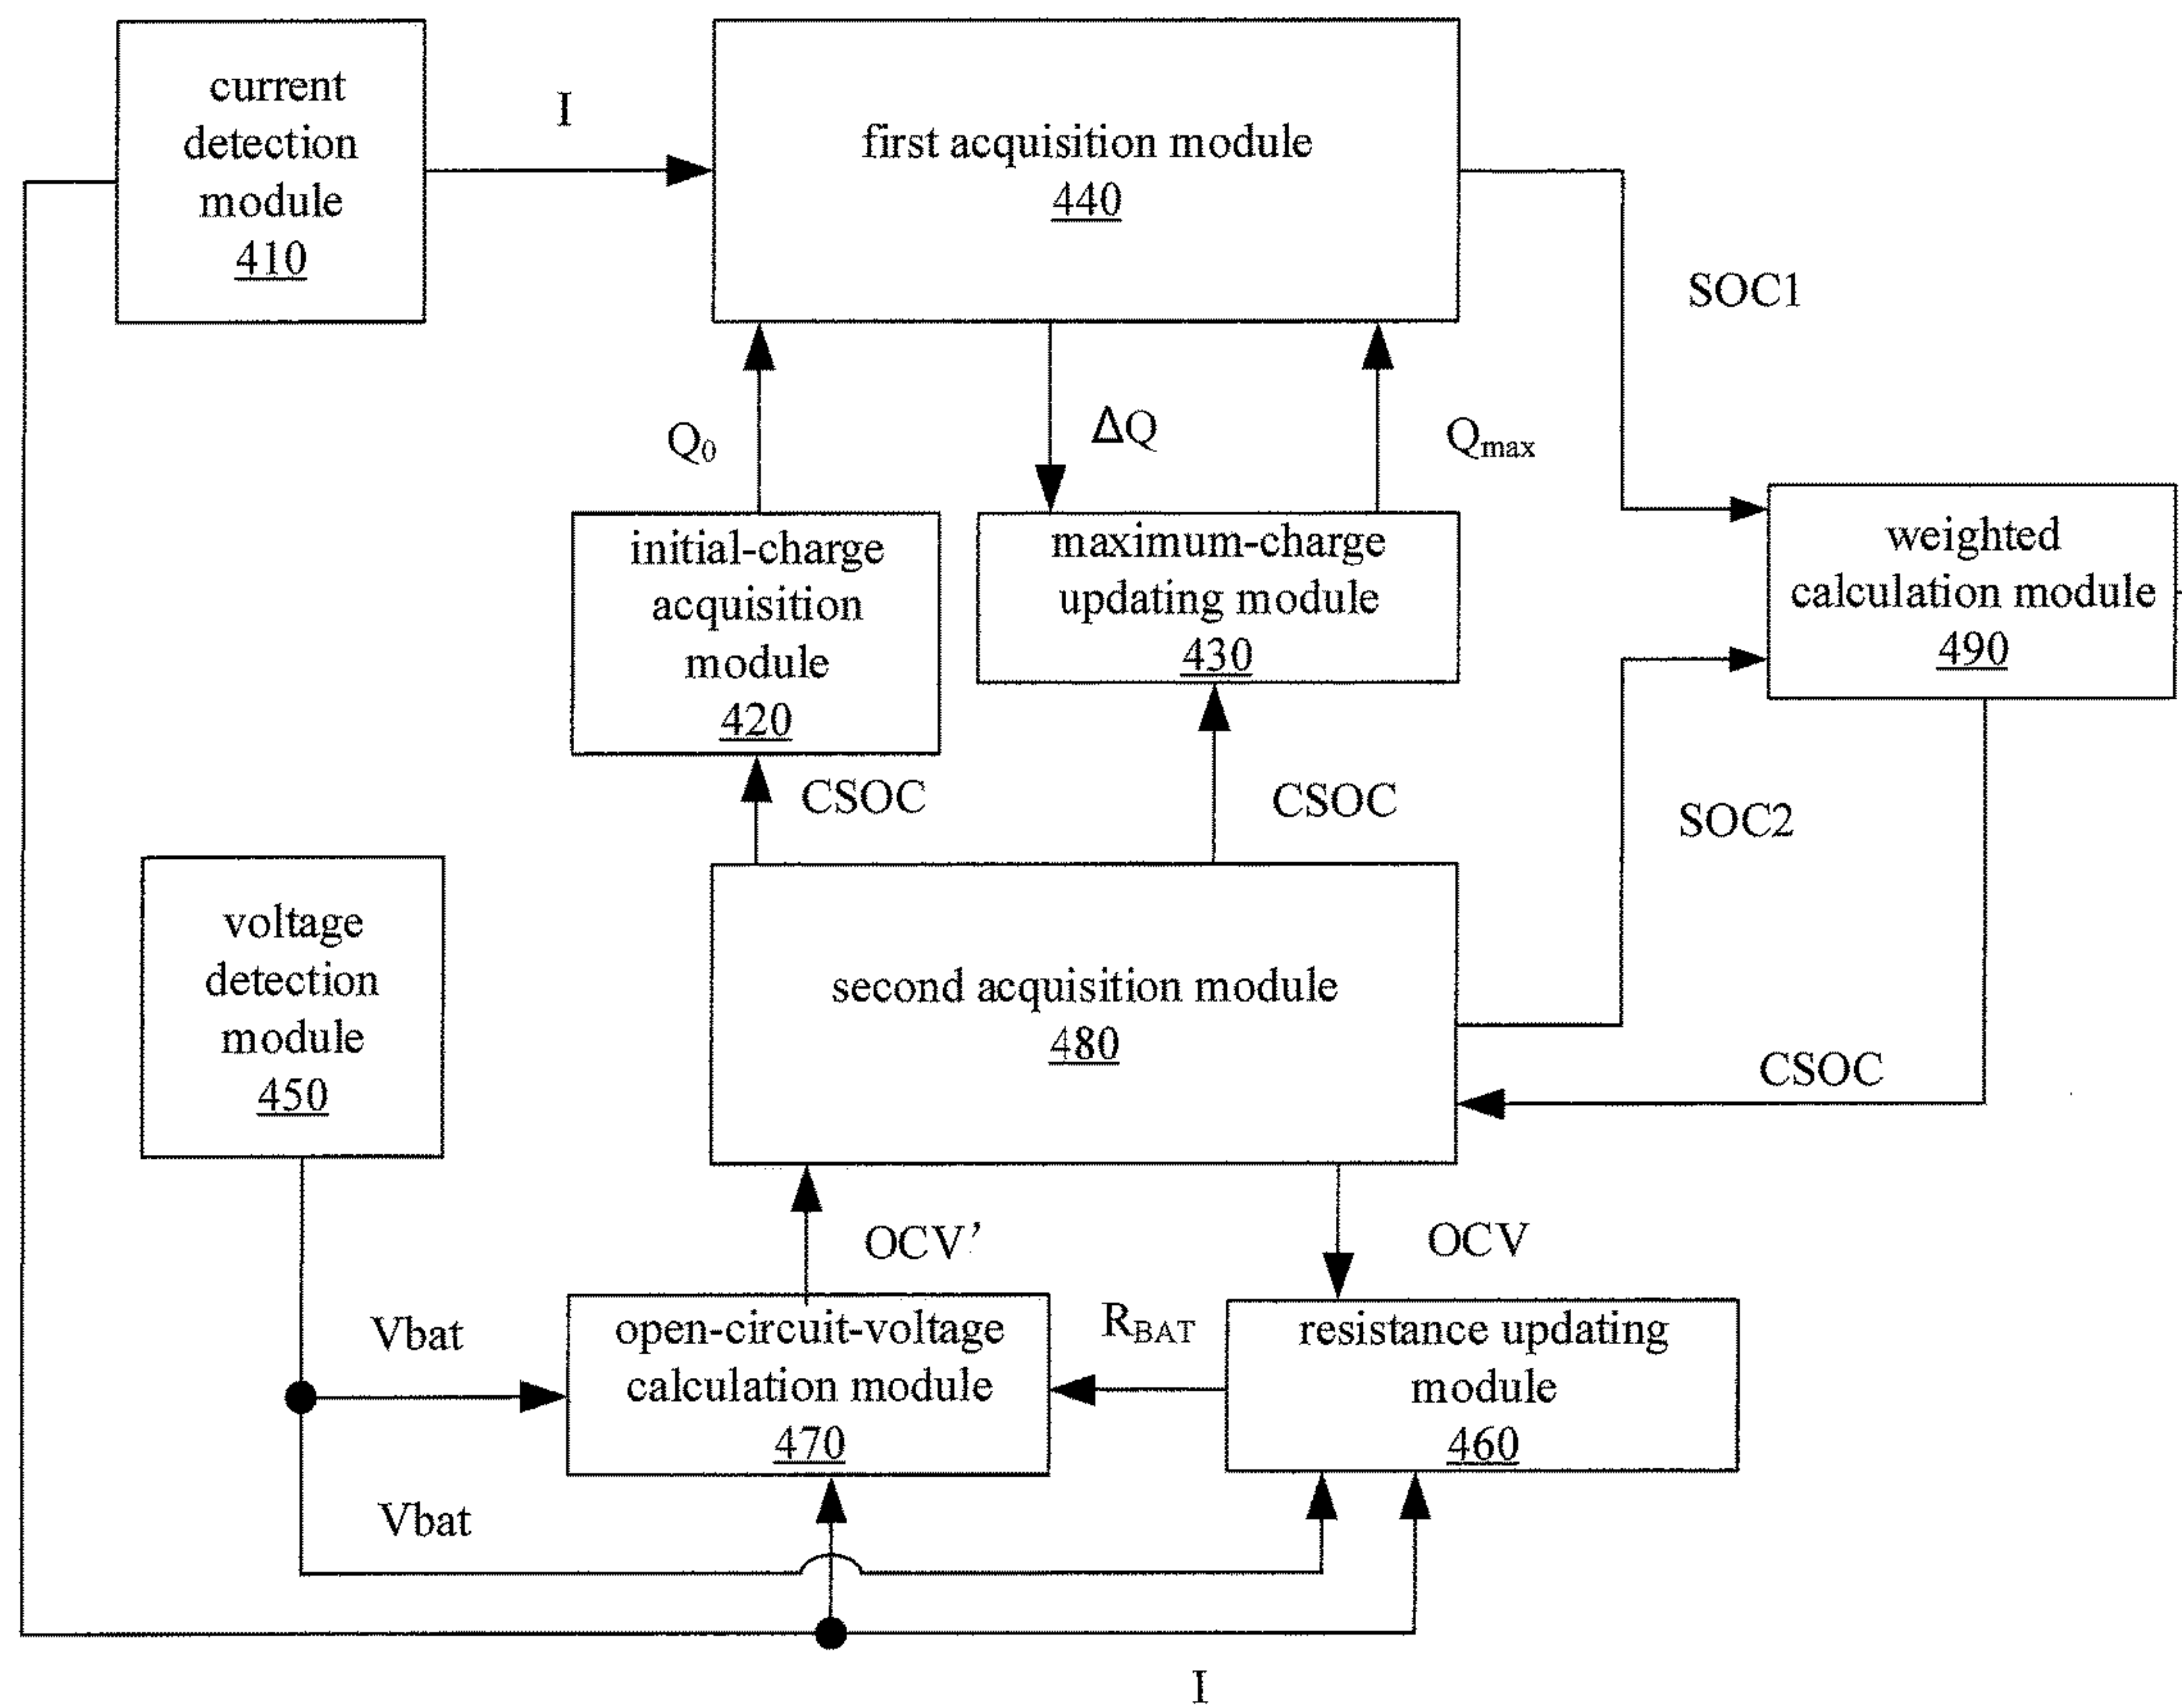 current
detection
module
410
I
first acquisition module
440
SOC1
Q₀
ΔQ
Qmax
initial-charge
acquisition
module
420
maximum-charge
updating module
430
weighted
calculation module
490
CSOC
CSOC
SOC2
voltage
detection
module
450
second acquisition module
480
CSOC
OCV’
OCV
Vbat
open-circuit-voltage
calculation module
470
RBAT
resistance updating
module
460
Vbat
I